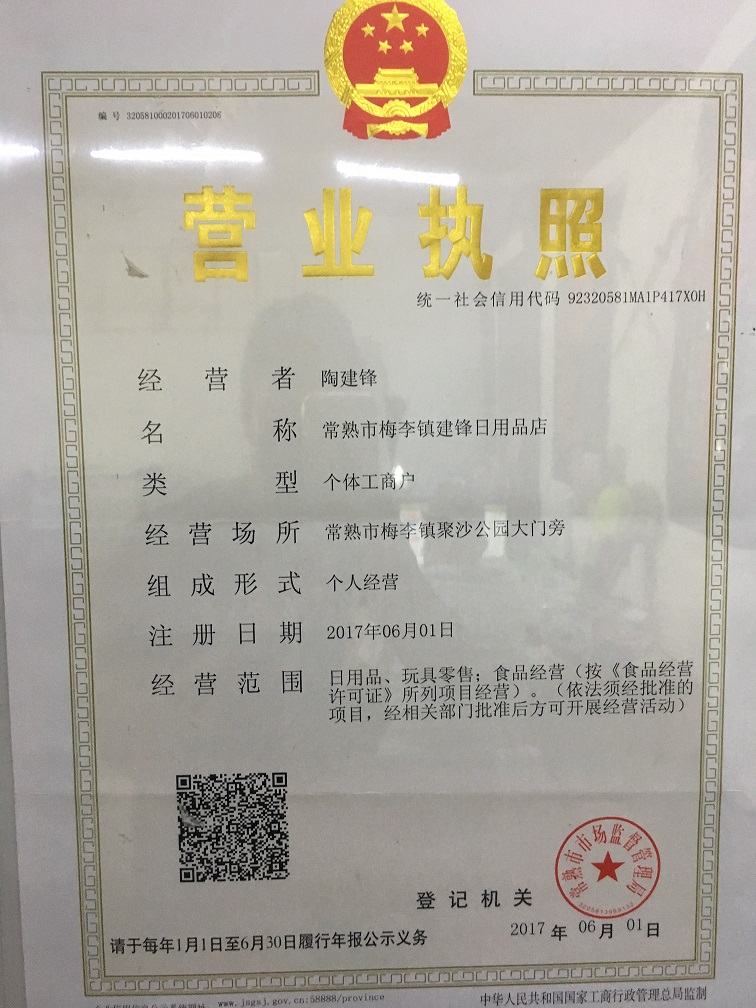 编 号 320581000201706010206
营业执照
统一社会信用代码 92320581MA1P417X0H
经营者 陶建锋
名称 常熟市梅李镇建锋日用品店
类型 个体工商户
经营场所 常熟市梅李镇聚沙公园大门旁
组成形式 个人经营
注册日期 2017年06月01日
经营范围 日用品、玩具零售；食品经营（按《食品经营
许可证》所列项目经营）。（依法须经批准的
项目，经相关部门批准后方可开展经营活动）
常熟市市场监督管理局
登记机关
2017 年 06 月 01 日
请于每年1月1日至6月30日履行年报公示义务
www.jsgsj.gov.cn:58888/province
中华人民共和国国家工商行政管理总局监制